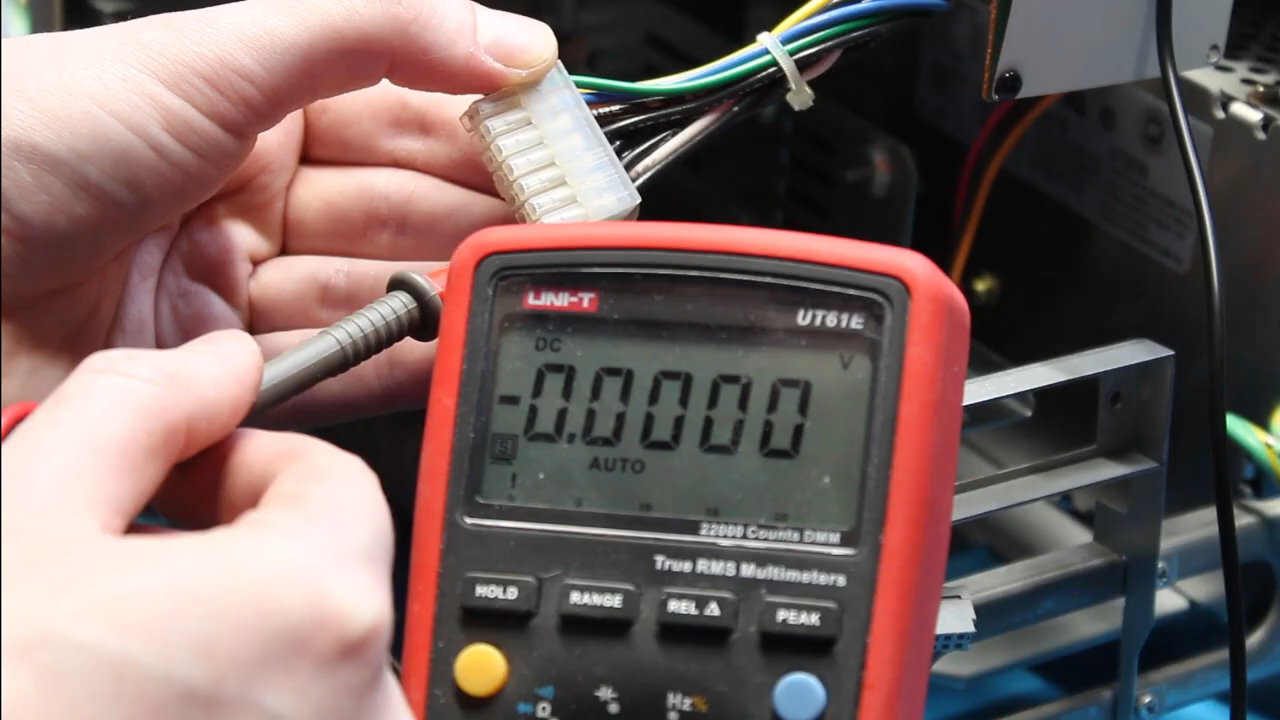 UNI-T
UT61E
DC
V
-0.0000
S
AUTO
22000 Counts DMM
True RMS Multimeters
HOLD
RANGE
REL Δ
PEAK
Ω
Hz%